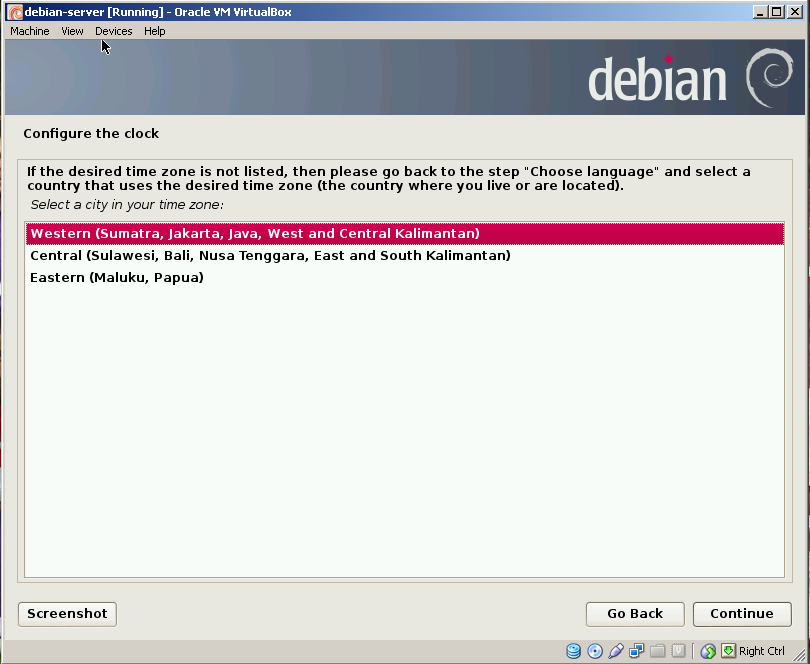 debian-server [Running] - Oracle VM VirtualBox
Machine View Devices Help
debian
Configure the clock
If the desired time zone is not listed, then please go back to the step "Choose language" and select a
country that uses the desired time zone (the country where you live or are located).
Select a city in your time zone:
Western (Sumatra, Jakarta, Java, West and Central Kalimantan)
Central (Sulawesi, Bali, Nusa Tenggara, East and South Kalimantan)
Eastern (Maluku, Papua)
Screenshot Go Back Continue
Right Ctrl